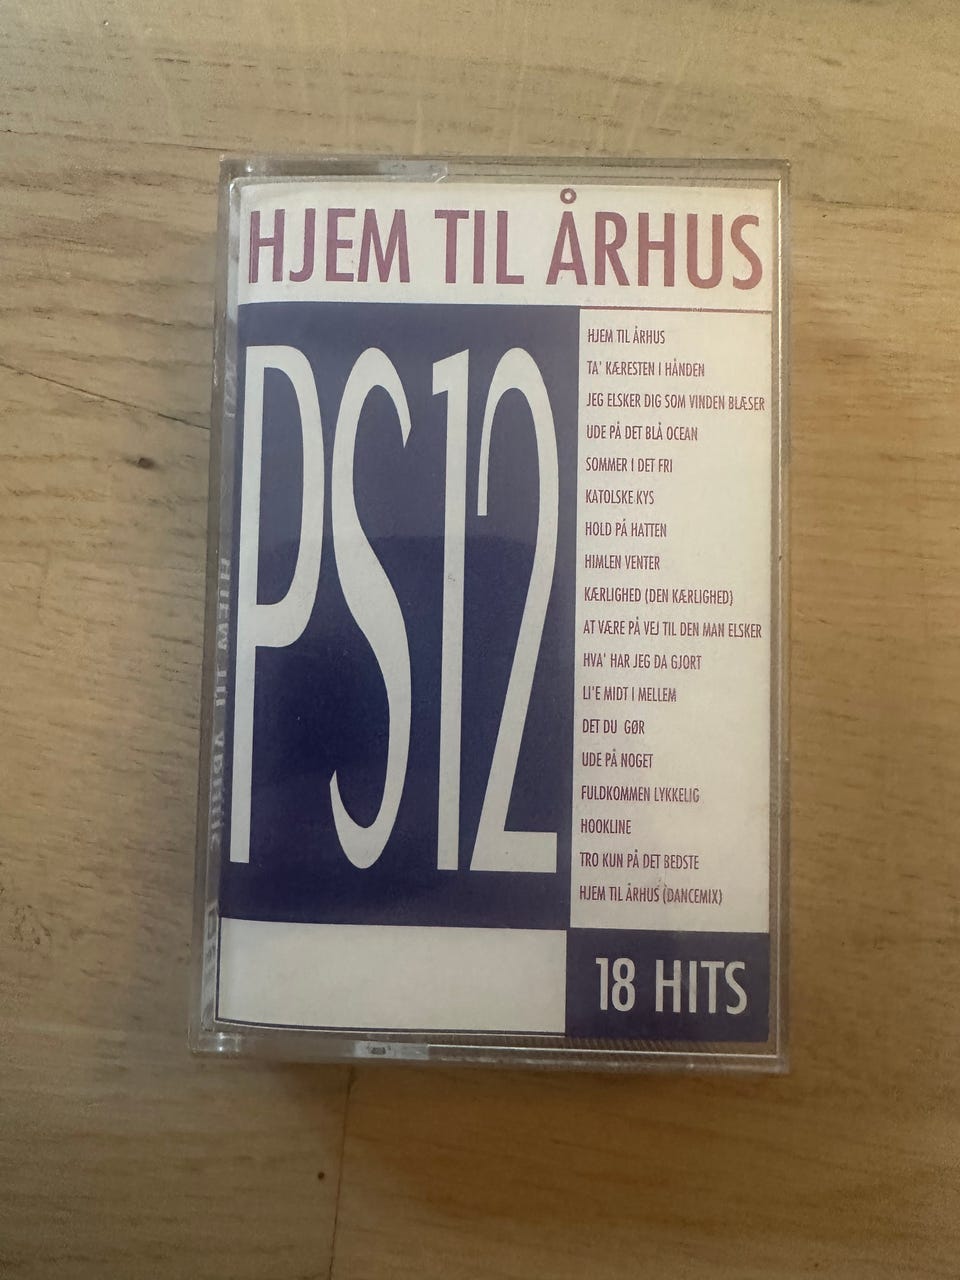 HJEM TIL ÅRHUS
PS12
HJEM TIL ÅRHUS
TA' KÆRESTEN I HÅNDEN
JEG ELSKER DIG SOM VINDEN BLÆSER
UDE PÅ DET BLÅ OCEAN
SOMMER I DET FRI
KATOLSKE KYS
HOLD PÅ HATTEN
HIMLEN VENTER
KÆRLIGHED (DEN KÆRLIGHED)
AT VÆRE PÅ VEJ TIL DEN MAN ELSKER
HVA' HAR JEG DA GJORT
LI'E MIDT I MELLEM
DET DU GØR
UDE PÅ NOGET
FULDKOMMEN LYKKELIG
HOOKLINE
TRO KUN PÅ DET BEDSTE
HJEM TIL ÅRHUS (DANCEMIX)
18 HITS
HJEM TIL ÅRHUS